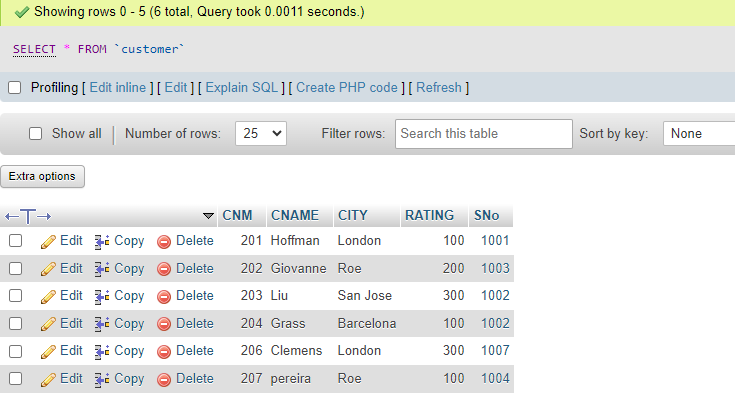 Showing rows 0 - 5 (6 total, Query took 0.0011 seconds.)
SELECT * FROM `customer`
Profiling [ Edit inline ] [ Edit ] [ Explain SQL ] [ Create PHP code ] [ Refresh ]
Show all | Number of rows: 25 Filter rows: Search this table Sort by key: None
Extra options
←T→ CNM CNAME CITY RATING SNo
Edit Copy Delete 201 Hoffman London 100 1001
Edit Copy Delete 202 Giovanne Roe 200 1003
Edit Copy Delete 203 Liu San Jose 300 1002
Edit Copy Delete 204 Grass Barcelona 100 1002
Edit Copy Delete 206 Clemens London 300 1007
Edit Copy Delete 207 pereira Roe 100 1004